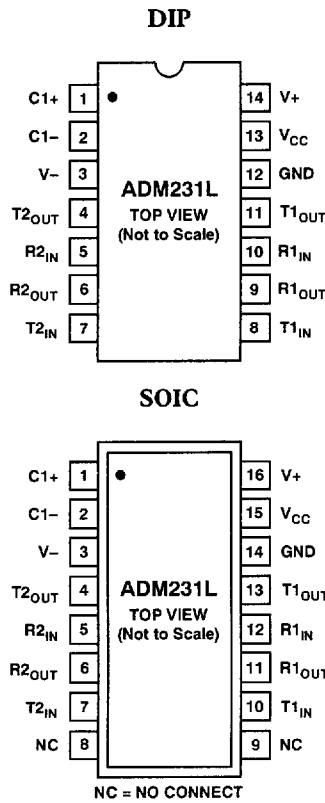 DIP
C1+ 1 14 V+
C1– 2 13 VCC
V– 3 12 GND
ADM231L
T2OUT 4 TOP VIEW 11 T1OUT
(Not to Scale)
R2IN 5 10 R1IN
R2OUT 6 9 R1OUT
T2IN 7 8 T1IN
SOIC
C1+ 1 16 V+
C1– 2 15 VCC
V– 3 14 GND
T2OUT 4 ADM231L 13 T1OUT
TOP VIEW
R2IN 5 (Not to Scale) 12 R1IN
R2OUT 6 11 R1OUT
T2IN 7 10 T1IN
NC 8 9 NC
NC = NO CONNECT